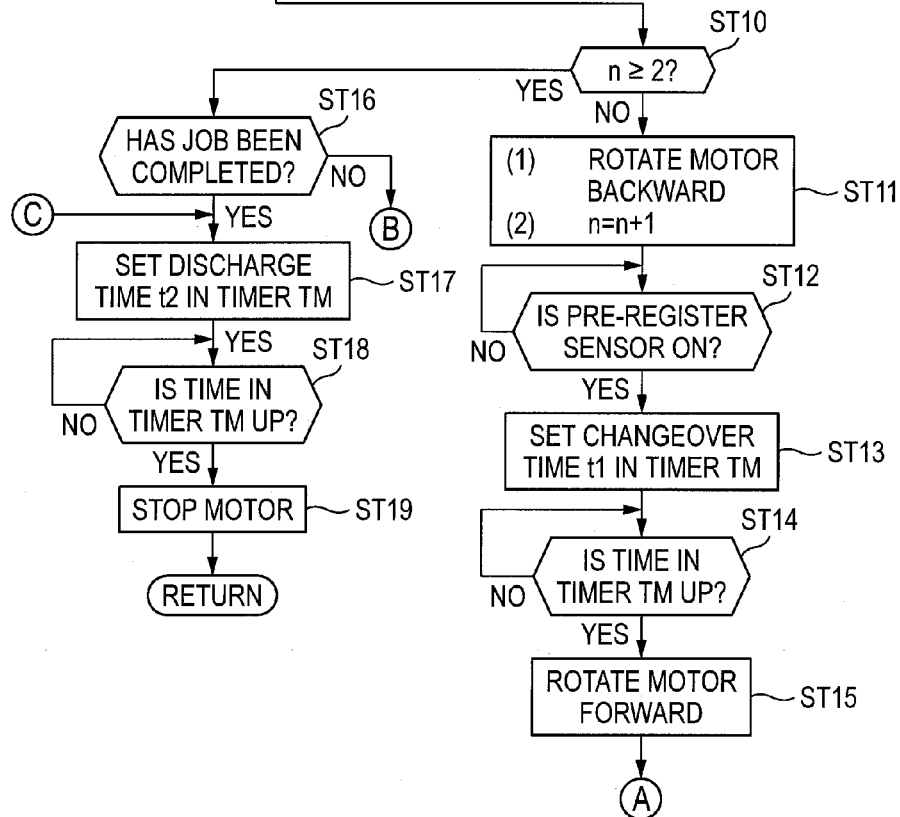 ST10
n ≥ 2?
YES
NO
ST16
HAS JOB BEEN
COMPLETED?
NO
YES
C
B
SET DISCHARGE
TIME t2 IN TIMER TM
ST17
YES
ST18
IS TIME IN
TIMER TM UP?
NO
YES
STOP MOTOR
ST19
RETURN
(1) ROTATE MOTOR
BACKWARD
(2) n=n+1
ST11
ST12
IS PRE-REGISTER
SENSOR ON?
NO
YES
SET CHANGEOVER
TIME t1 IN TIMER TM
ST13
ST14
IS TIME IN
TIMER TM UP?
NO
YES
ROTATE MOTOR
FORWARD
ST15
A